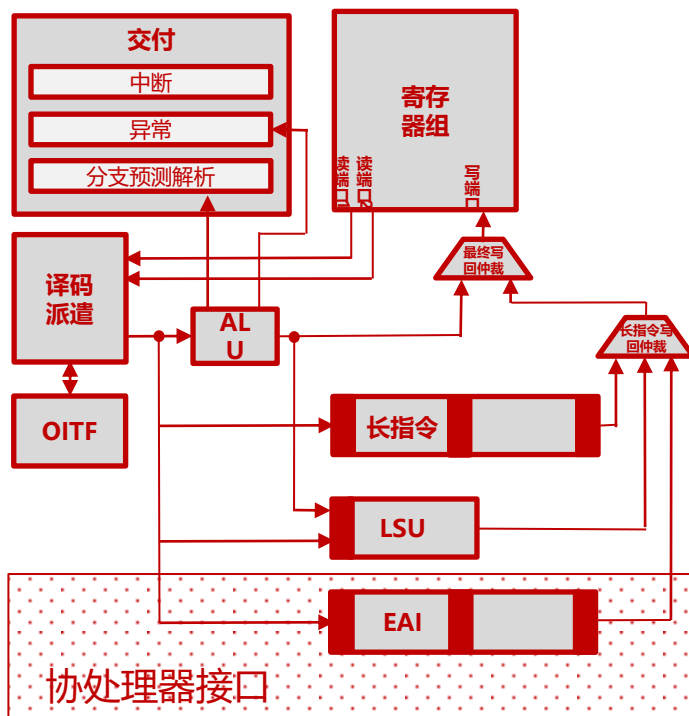 交付
中断
异常
分支预测解析
寄存
器组
读端口1
读端口2
写端口
最终写
回仲裁
译码
派遣
AL
U
长指令写
回仲裁
OITF
长指令
LSU
EAI
协处理器接口